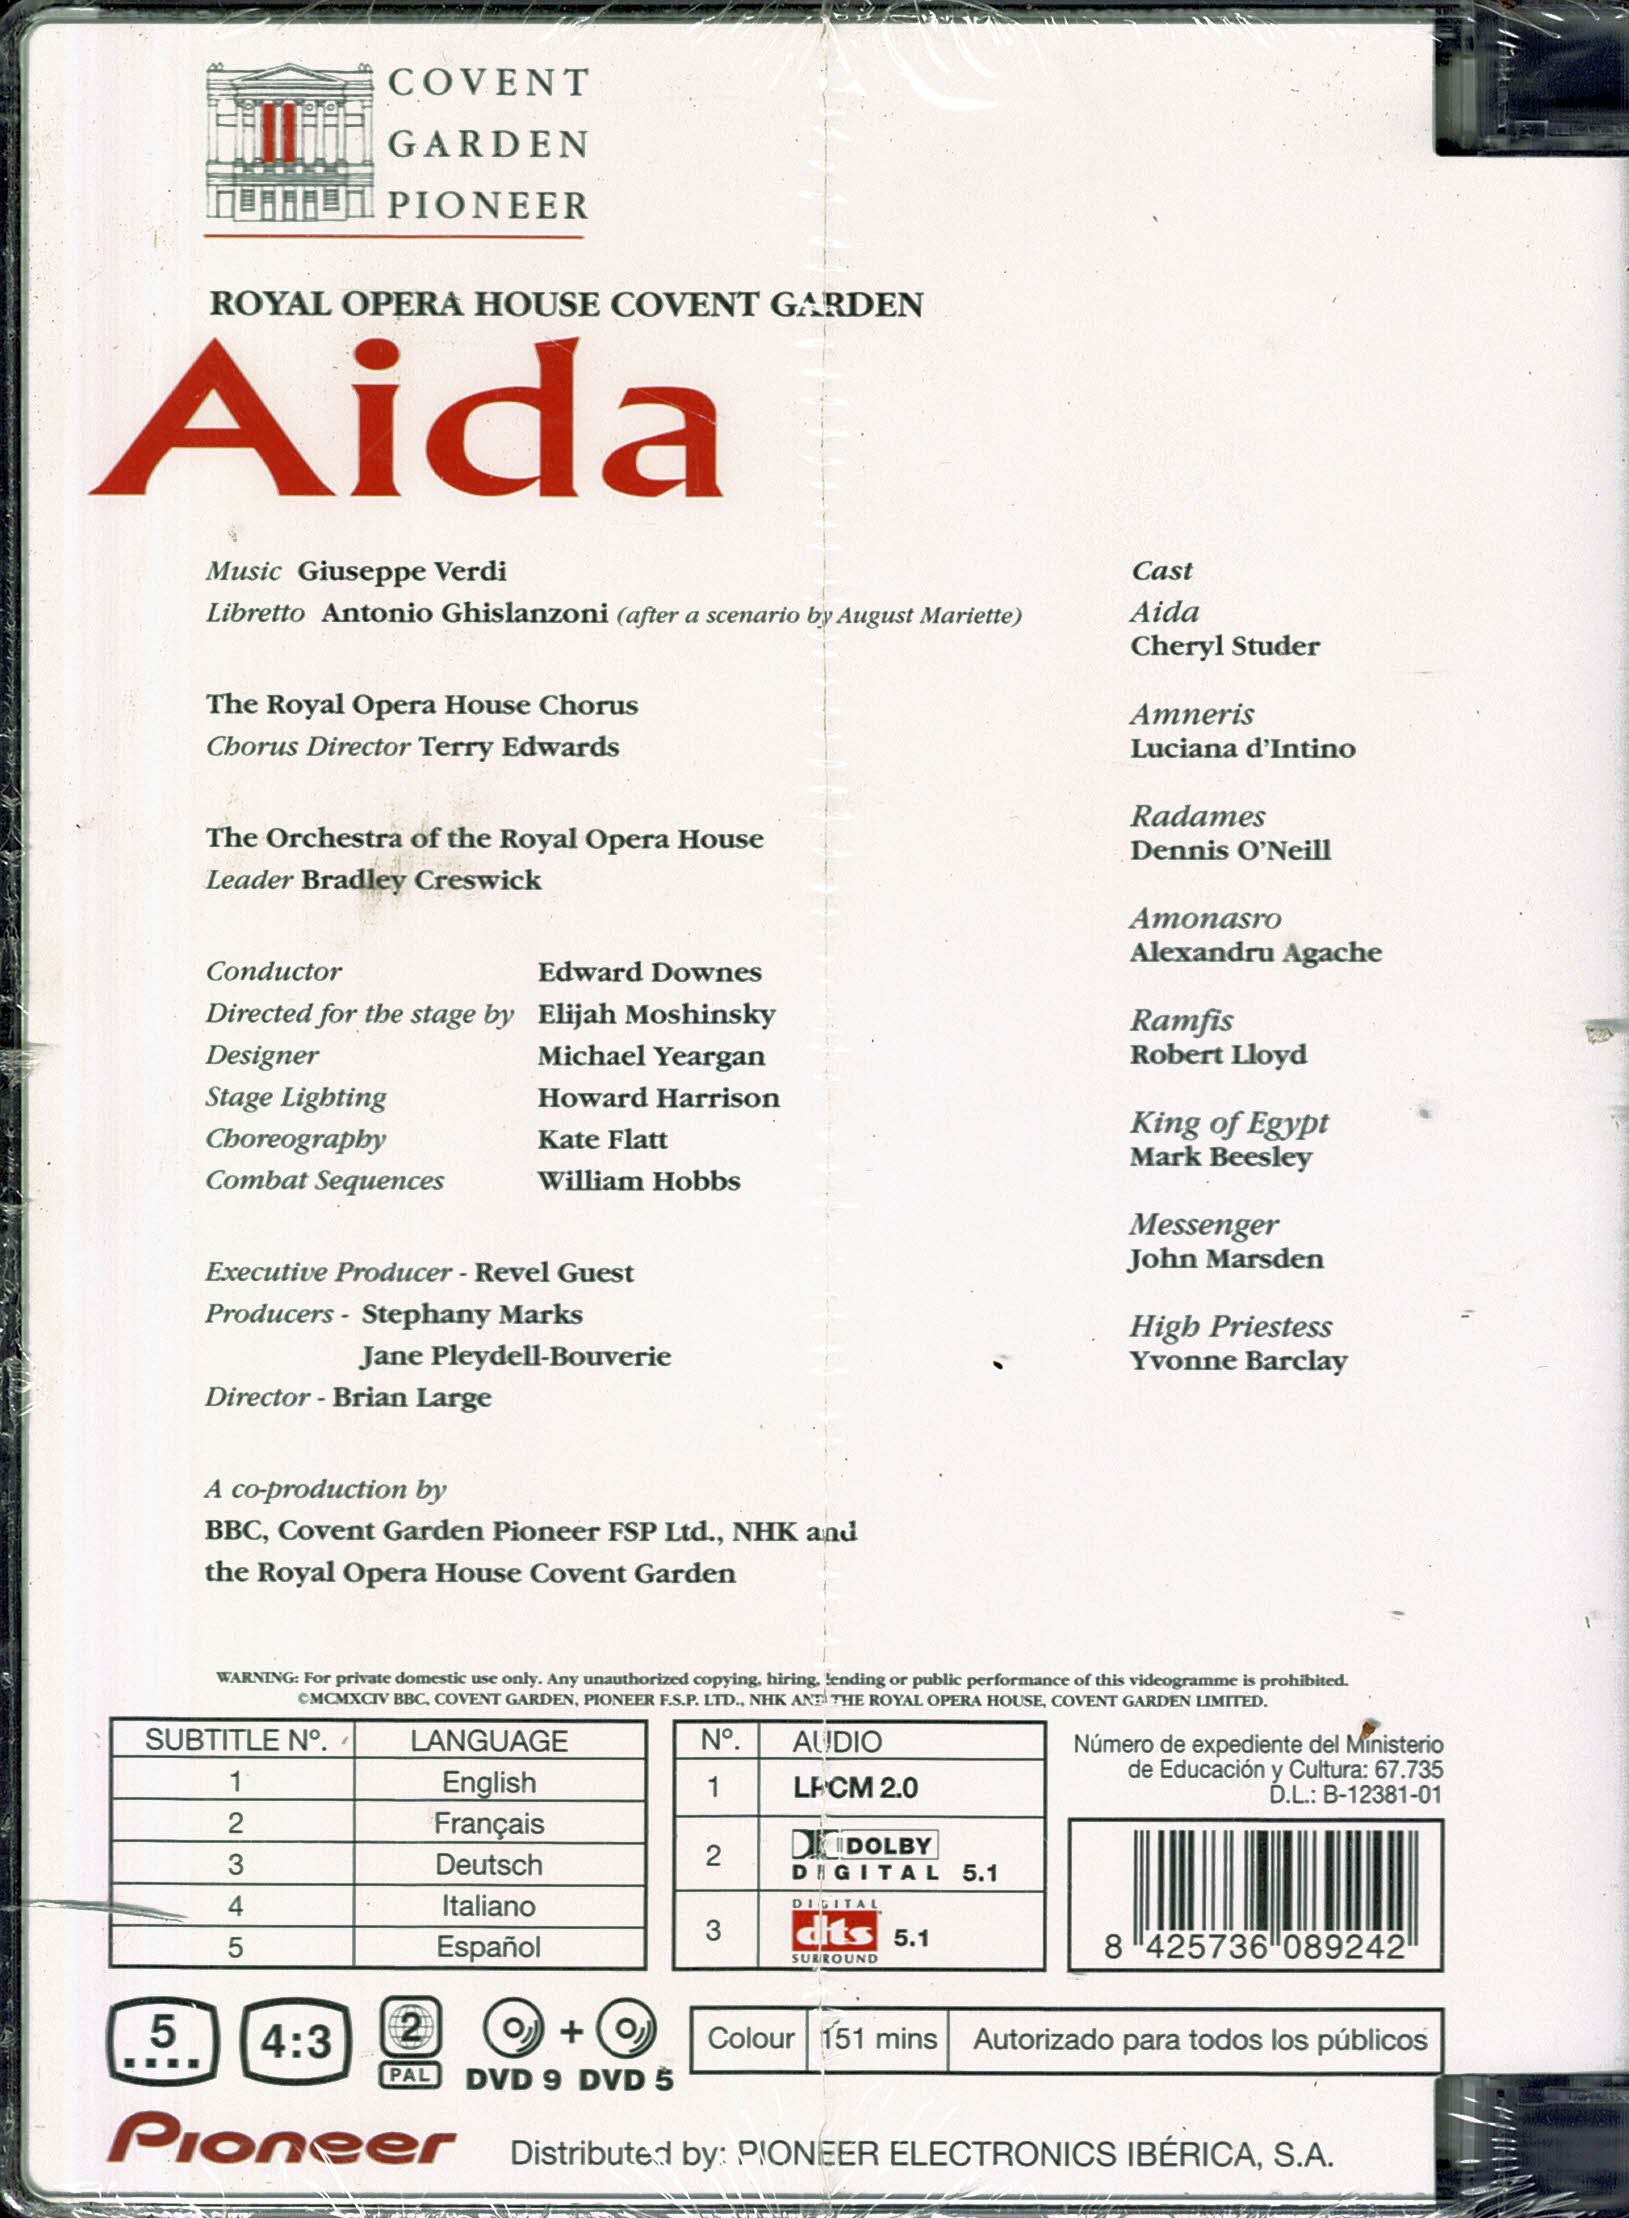 COVENT
GARDEN
PIONEER
ROYAL OPERA HOUSE COVENT GARDEN
Aida
Music Giuseppe Verdi
Libretto Antonio Ghislanzoni (after a scenario by August Mariette)
The Royal Opera House Chorus
Chorus Director Terry Edwards
The Orchestra of the Royal Opera House
Leader Bradley Creswick
Conductor Edward Downes
Directed for the stage by Elijah Moshinsky
Designer Michael Yeargan
Stage Lighting Howard Harrison
Choreography Kate Flatt
Combat Sequences William Hobbs
Executive Producer - Revel Guest
Producers - Stephany Marks
Jane Pleydell-Bouverie
Director - Brian Large
A co-production by
BBC, Covent Garden Pioneer FSP Ltd., NHK and
the Royal Opera House Covent Garden
Cast
Aida
Cheryl Studer
Amneris
Luciana d'Intino
Radames
Dennis O'Neill
Amonasro
Alexandru Agache
Ramfis
Robert Lloyd
King of Egypt
Mark Beesley
Messenger
John Marsden
High Priestess
Yvonne Barclay
WARNING: For private domestic use only. Any unauthorized copying, hiring, lending or public performance of this videogramme is prohibited.
©MCMXCIV BBC, COVENT GARDEN, PIONEER F.S.P. LTD., NHK AND THE ROYAL OPERA HOUSE, COVENT GARDEN LIMITED.
SUBTITLE Nº. LANGUAGE
1 English
2 Français
3 Deutsch
4 Italiano
5 Español
Nº. AUDIO
1 LPCM 2.0
2 DOLBY
DIGITAL 5.1
DIGITAL
3 dts 5.1
SURROUND
Número de expediente del Ministerio
de Educación y Cultura: 67.735
D.L.: B-12381-01
8 425736 089242
5 4:3 2 PAL
+
DVD 9 DVD 5
Colour 151 mins Autorizado para todos los públicos
Pioneer Distributed by: PIONEER ELECTRONICS IBÉRICA, S.A.